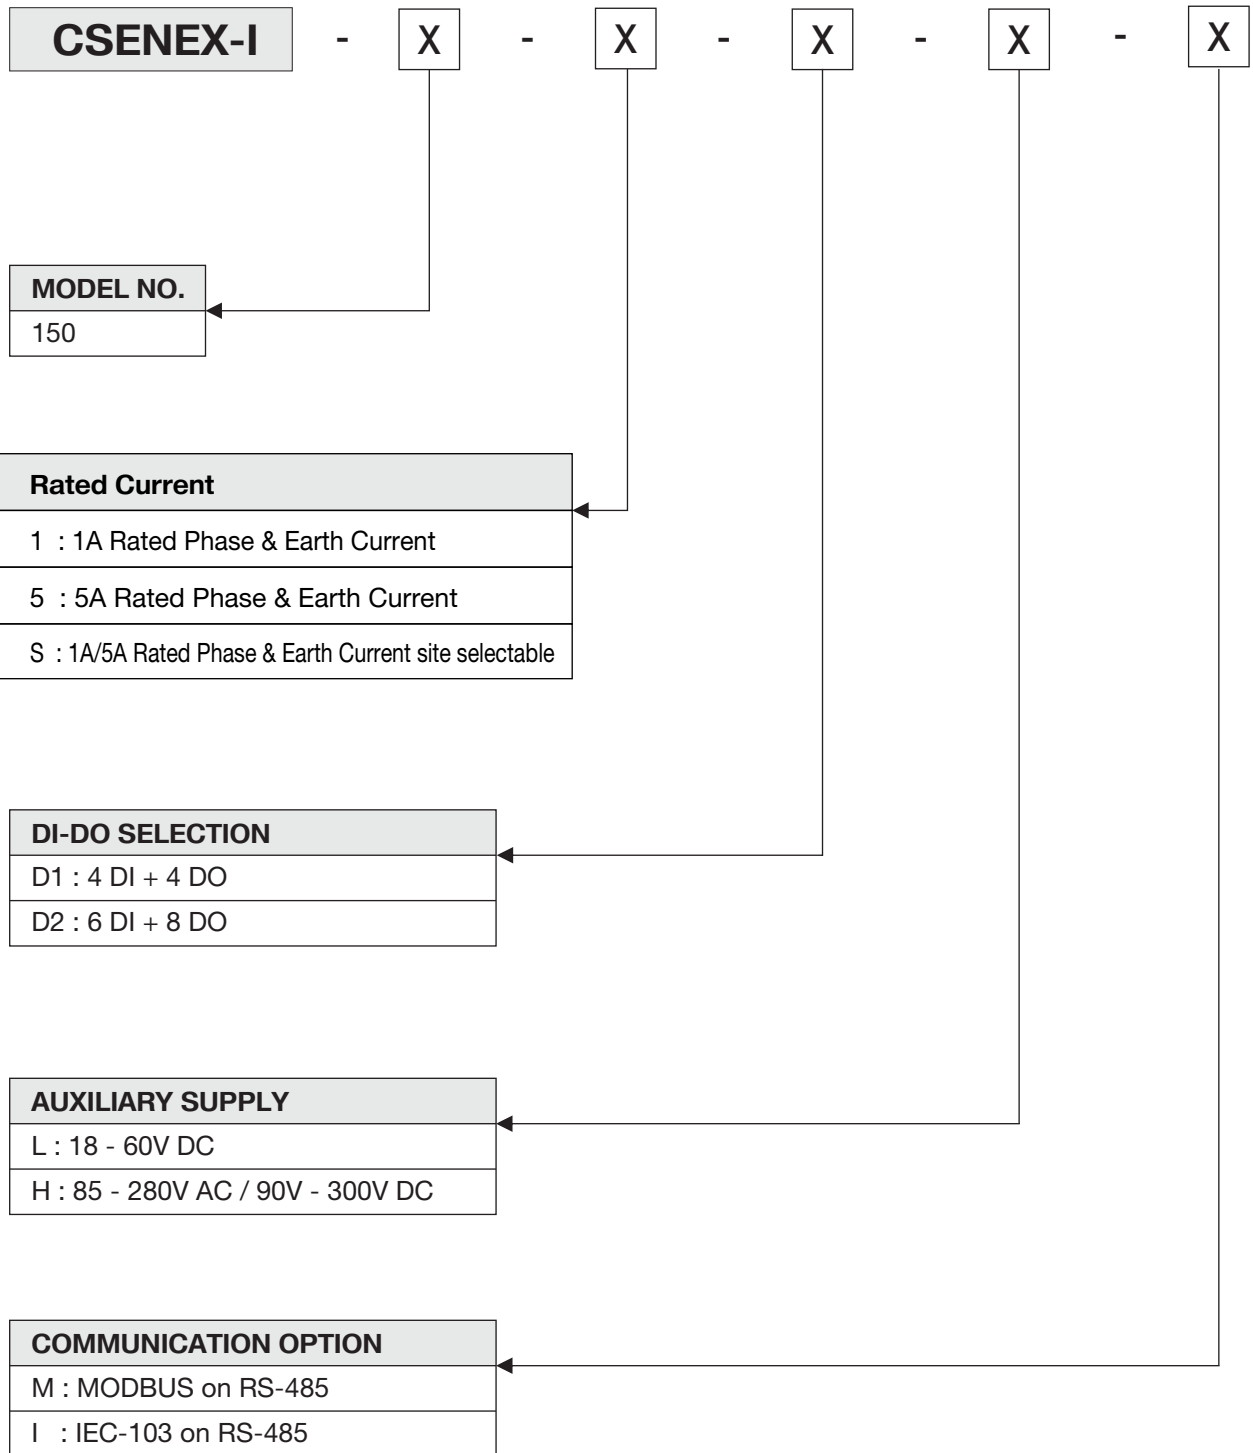 CSENEX-I - X - X - X - X - X
MODEL NO.
150
Rated Current
1 : 1A Rated Phase & Earth Current
5 : 5A Rated Phase & Earth Current
S : 1A/5A Rated Phase & Earth Current site selectable
DI-DO SELECTION
D1 : 4 DI + 4 DO
D2 : 6 DI + 8 DO
AUXILIARY SUPPLY
L : 18 - 60V DC
H : 85 - 280V AC / 90V - 300V DC
COMMUNICATION OPTION
M : MODBUS on RS-485
I : IEC-103 on RS-485